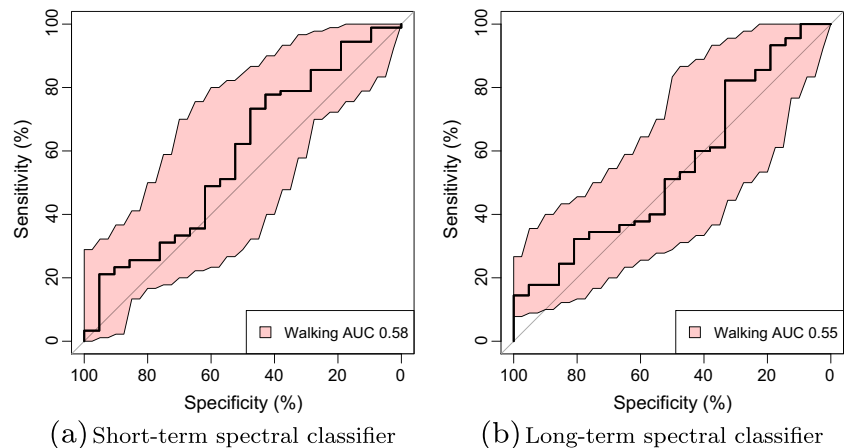 100
80
60
40
20
0
Sensitivity (%)
Walking AUC 0.58
100 80 60 40 20 0
Specificity (%)
(a) Short-term spectral classifier
100
80
60
40
20
0
Sensitivity (%)
Walking AUC 0.55
100 80 60 40 20 0
Specificity (%)
(b) Long-term spectral classifier